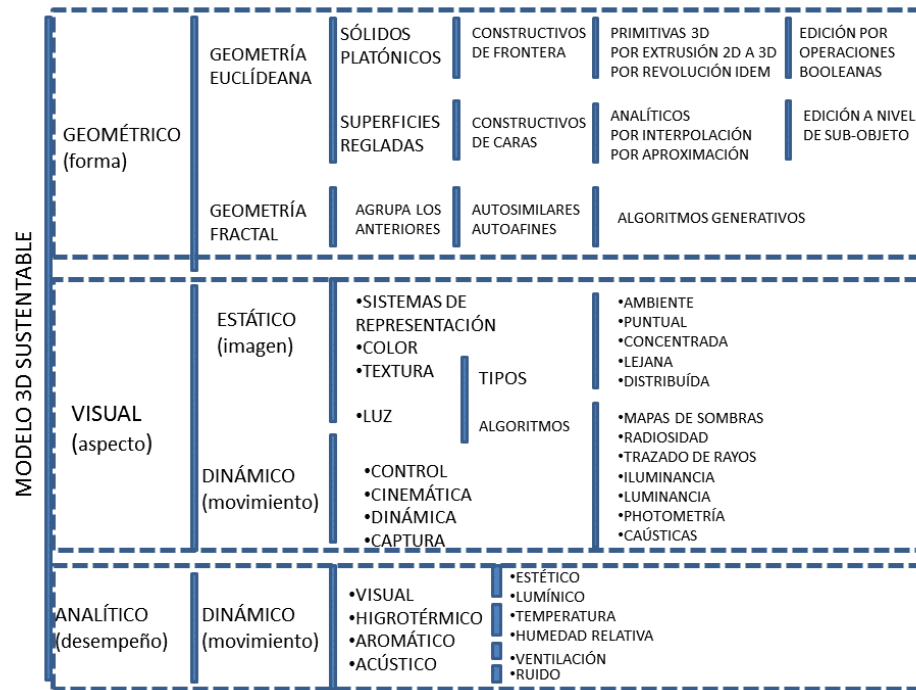 MODELO 3D SUSTENTABLE
GEOMÉTRICO
(forma)
GEOMETRÍA
EUCLÍDEANA
SÓLIDOS
PLATÓNICOS
CONSTRUCTIVOS
DE FRONTERA
PRIMITIVAS 3D
POR EXTRUSIÓN 2D A 3D
POR REVOLUCIÓN IDEM
EDICIÓN POR
OPERACIONES
BOOLEANAS
SUPERFICIES
REGLADAS
CONSTRUCTIVOS
DE CARAS
ANALÍTICOS
POR INTERPOLACIÓN
POR APROXIMACIÓN
EDICIÓN A NIVEL
DE SUB-OBJETO
GEOMETRÍA
FRACTAL
AGRUPA LOS
ANTERIORES
AUTOSIMILARES
AUTOAFINES
ALGORITMOS GENERATIVOS
VISUAL
(aspecto)
ESTÁTICO
(imagen)
•SISTEMAS DE
REPRESENTACIÓN
•COLOR
•TEXTURA
•LUZ
TIPOS
ALGORITMOS
•AMBIENTE
•PUNTUAL
•CONCENTRADA
•LEJANA
•DISTRIBUÍDA
•MAPAS DE SOMBRAS
•RADIOSIDAD
•TRAZADO DE RAYOS
•ILUMINANCIA
•LUMINANCIA
•PHOTOMETRÍA
•CAÚSTICAS
DINÁMICO
(movimiento)
•CONTROL
•CINEMÁTICA
•DINÁMICA
•CAPTURA
ANALÍTICO
(desempeño)
DINÁMICO
(movimiento)
•VISUAL
•HIGROTÉRMICO
•AROMÁTICO
•ACÚSTICO
•ESTÉTICO
•LUMÍNICO
•TEMPERATURA
•HUMEDAD RELATIVA
•VENTILACIÓN
•RUIDO